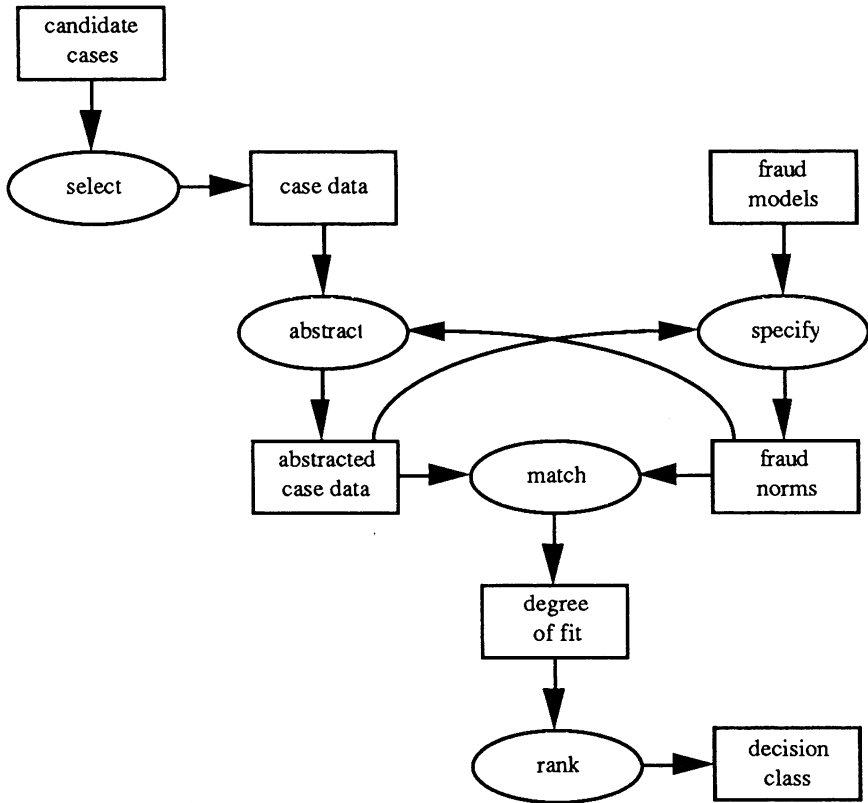 candidate
cases
select
case data
fraud
models
abstract
specify
abstracted
case data
match
fraud
norms
degree
of fit
rank
decision
class